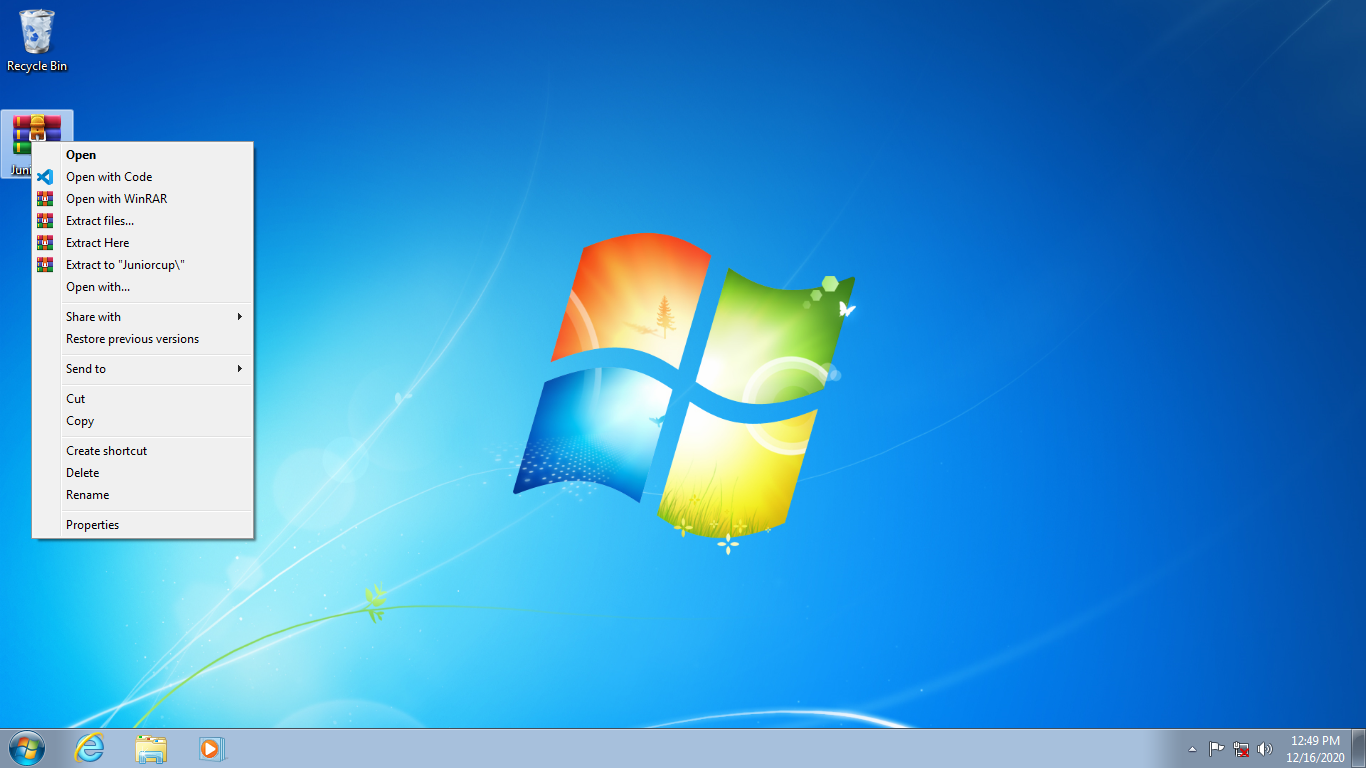 Recycle Bin
Open
Open with Code
Open with WinRAR
Extract files...
Extract Here
Extract to "Juniorcup\"
Open with...
Share with
Restore previous versions
Send to
Cut
Copy
Create shortcut
Delete
Rename
Properties
12:49 PM
12/16/2020